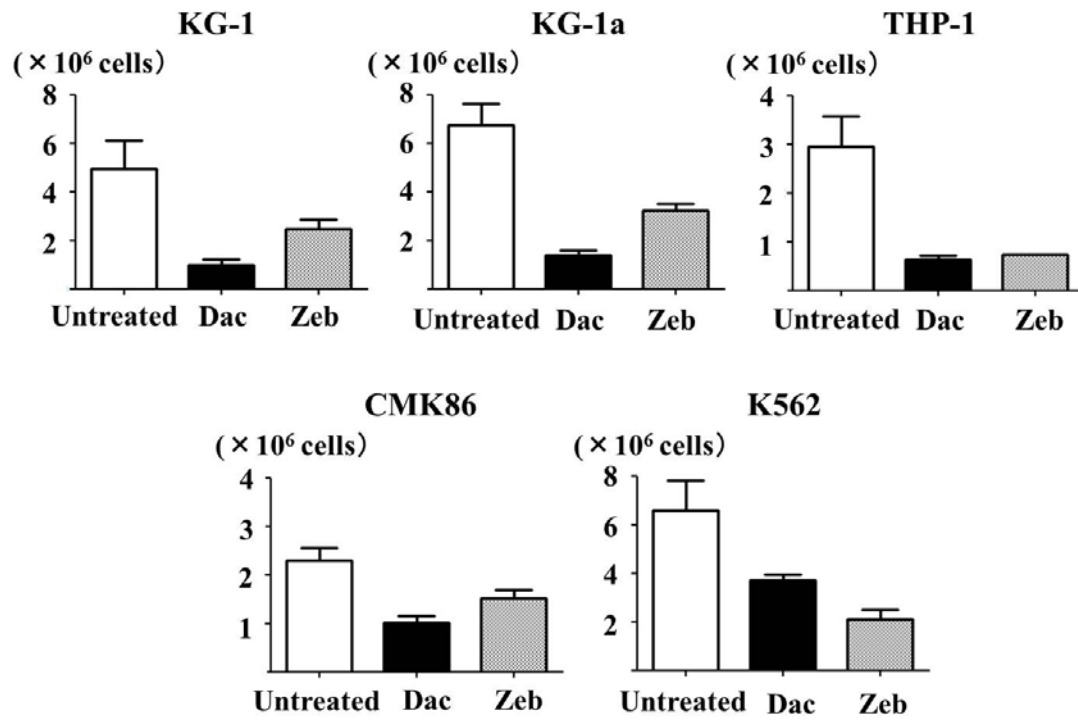 KG-1
(×10⁶ cells)
8
6
4
2
Untreated Dac Zeb
KG-1a
(×10⁶ cells)
8
6
4
2
Untreated Dac Zeb
THP-1
(×10⁶ cells)
4
3
2
1
Untreated Dac Zeb
CMK86
(×10⁶ cells)
4
3
2
1
Untreated Dac Zeb
K562
(×10⁶ cells)
8
6
4
2
Untreated Dac Zeb